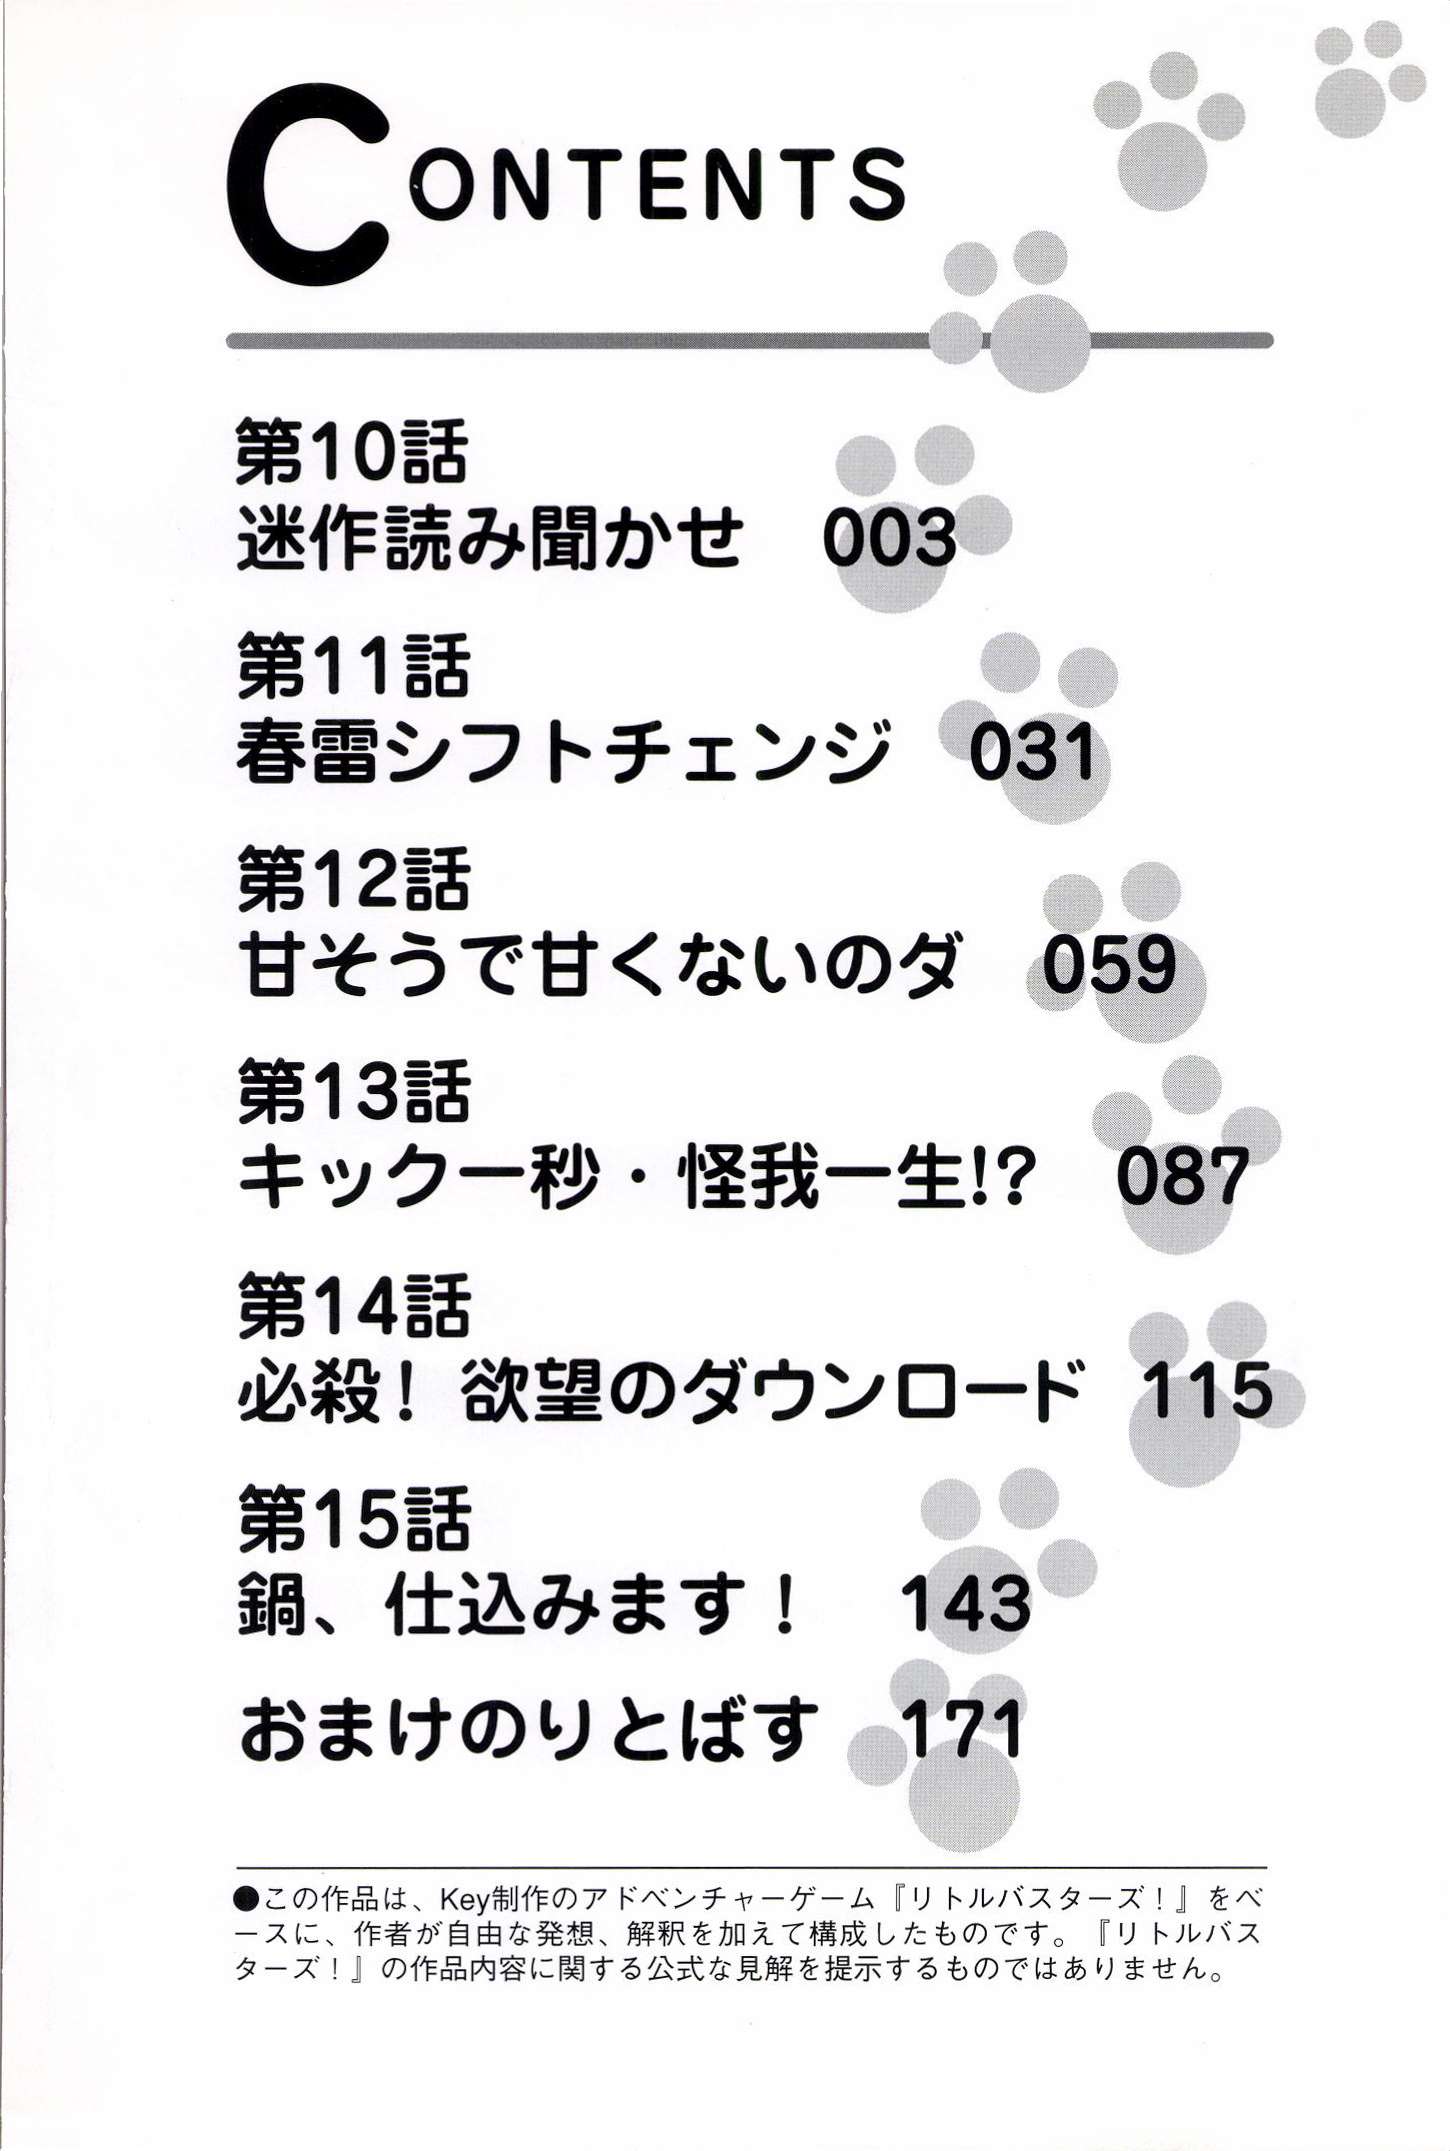 CONTENTS
第10話
迷作読み聞かせ 003
第11話
春雷シフトチェンジ 031
第12話
甘そうで甘くないのダ 059
第13話
キック一秒・怪我一生!? 087
第14話
必殺! 欲望のダウンロード 115
第15話
鍋、仕込みます! 143
おまけのりとばす 171
●この作品は、Key制作のアドベンチャーゲーム『リトルバスターズ!』をベ
ースに、作者が自由な発想、解釈を加えて構成したものです。『リトルバス
ターズ!』の作品内容に関する公式な見解を提示するものではありません。